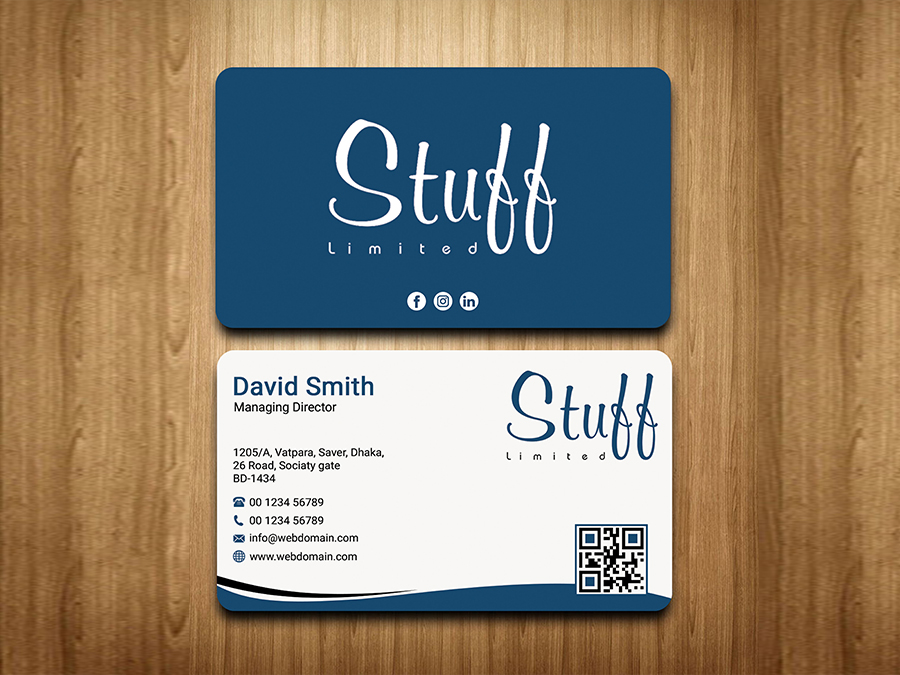 Stuff
Limited
David Smith
Managing Director
Stuff
Limited
1205/A, Vatpara, Saver, Dhaka,
26 Road, Sociaty gate
BD-1434
00 1234 56789
00 1234 56789
info@webdomain.com
www.webdomain.com